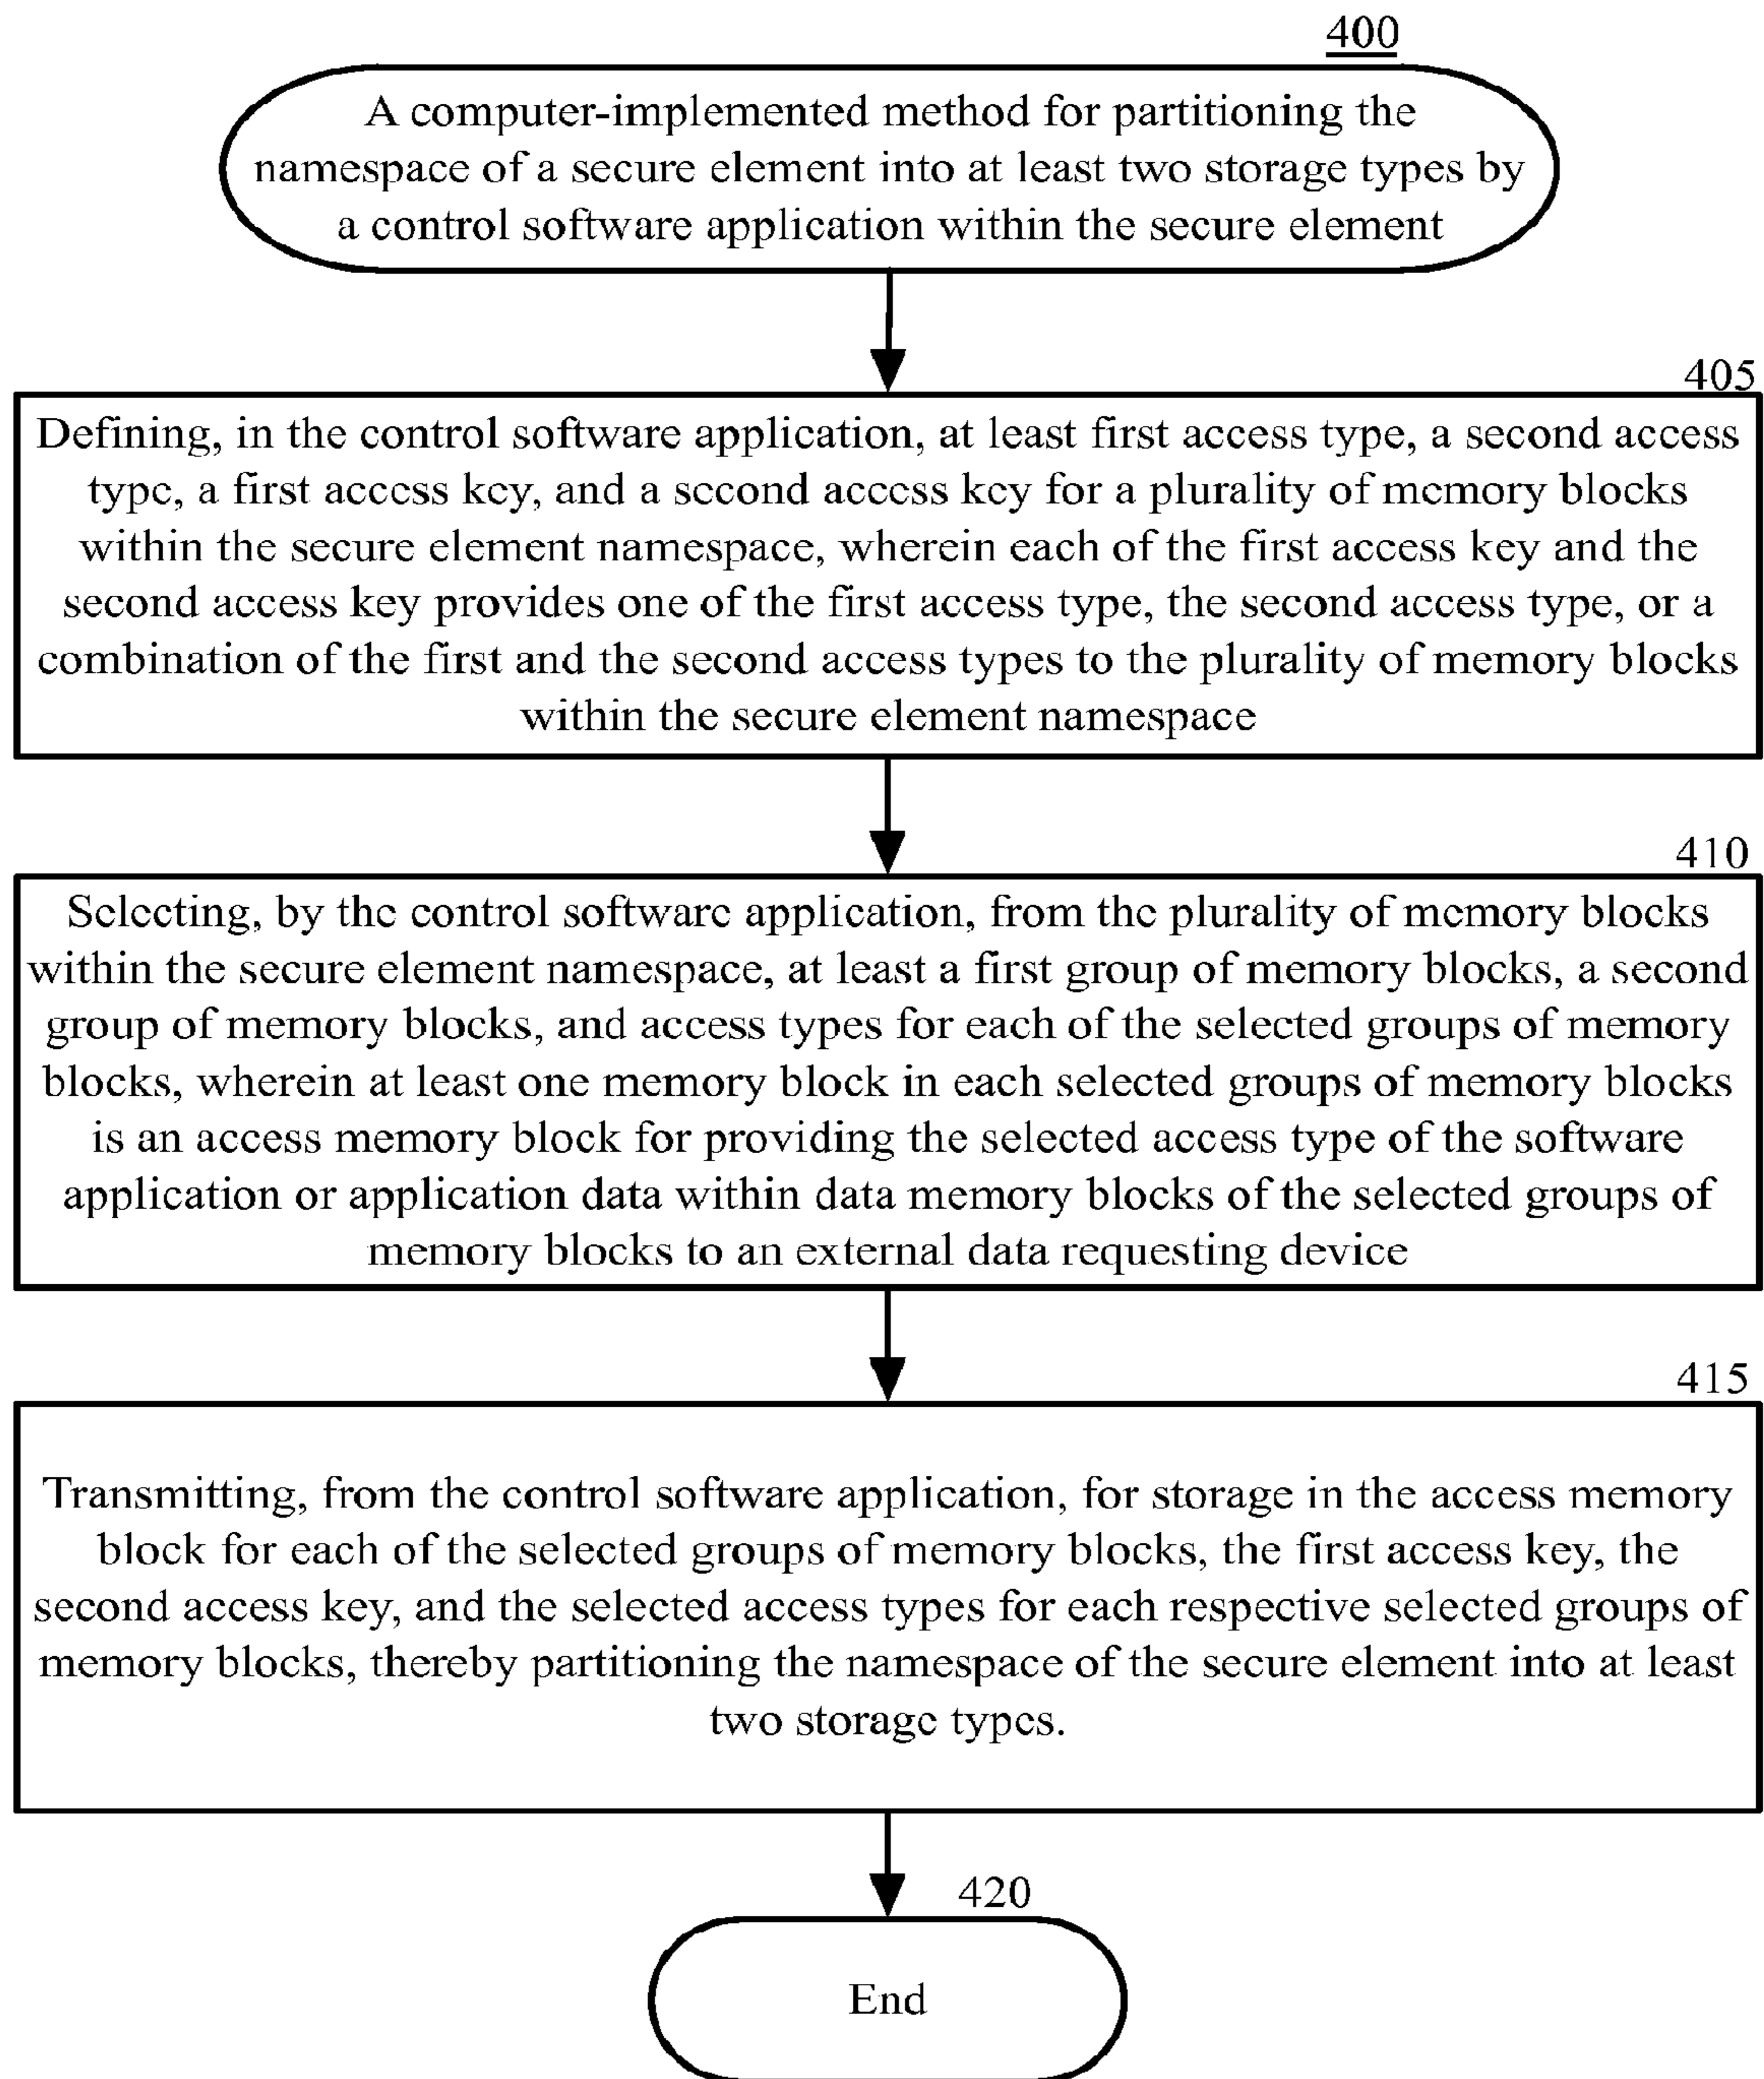 400
A computer-implemented method for partitioning the
namespace of a secure element into at least two storage types by
a control software application within the secure element
405
Defining, in the control software application, at least first access type, a second access
type, a first access key, and a second access key for a plurality of memory blocks
within the secure element namespace, wherein each of the first access key and the
second access key provides one of the first access type, the second access type, or a
combination of the first and the second access types to the plurality of memory blocks
within the secure element namespace
410
Selecting, by the control software application, from the plurality of memory blocks
within the secure element namespace, at least a first group of memory blocks, a second
group of memory blocks, and access types for each of the selected groups of memory
blocks, wherein at least one memory block in each selected groups of memory blocks
is an access memory block for providing the selected access type of the software
application or application data within data memory blocks of the selected groups of
memory blocks to an external data requesting device
415
Transmitting, from the control software application, for storage in the access memory
block for each of the selected groups of memory blocks, the first access key, the
second access key, and the selected access types for each respective selected groups of
memory blocks, thereby partitioning the namespace of the secure element into at least
two storage types.
420
End